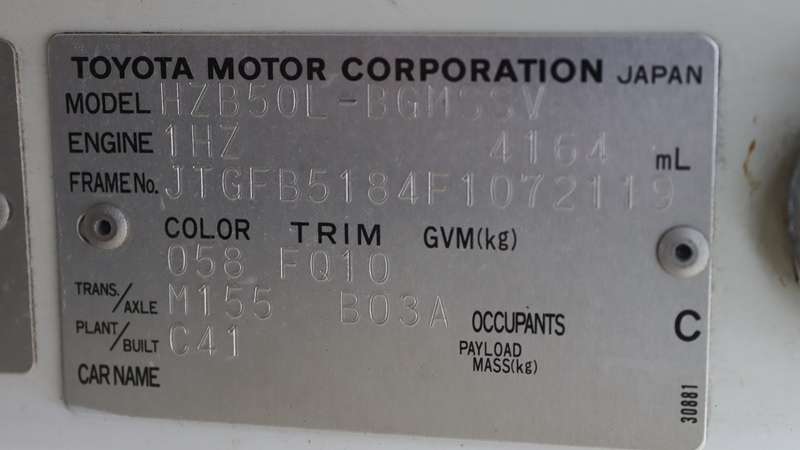 TOYOTA MOTOR CORPORATION JAPAN
MODEL HZB50L-BGMSSV
ENGINE 1HZ 4164 mL
FRAME No. JTGFB5184F1072119
COLOR TRIM GVM(kg)
058 FQ10
TRANS./AXLE M155 B03A OCCUPANTS C
PLANT/BUILT C41 PAYLOAD MASS(kg)
CAR NAME
30881